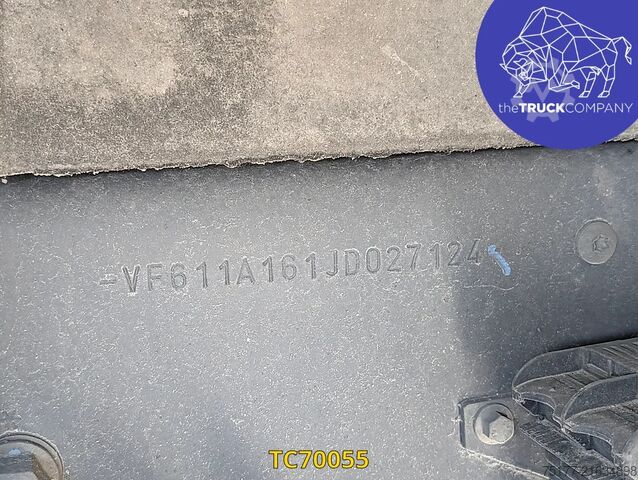 theTRUCKCOMPANY
-VF611A161JD027124
TC70055